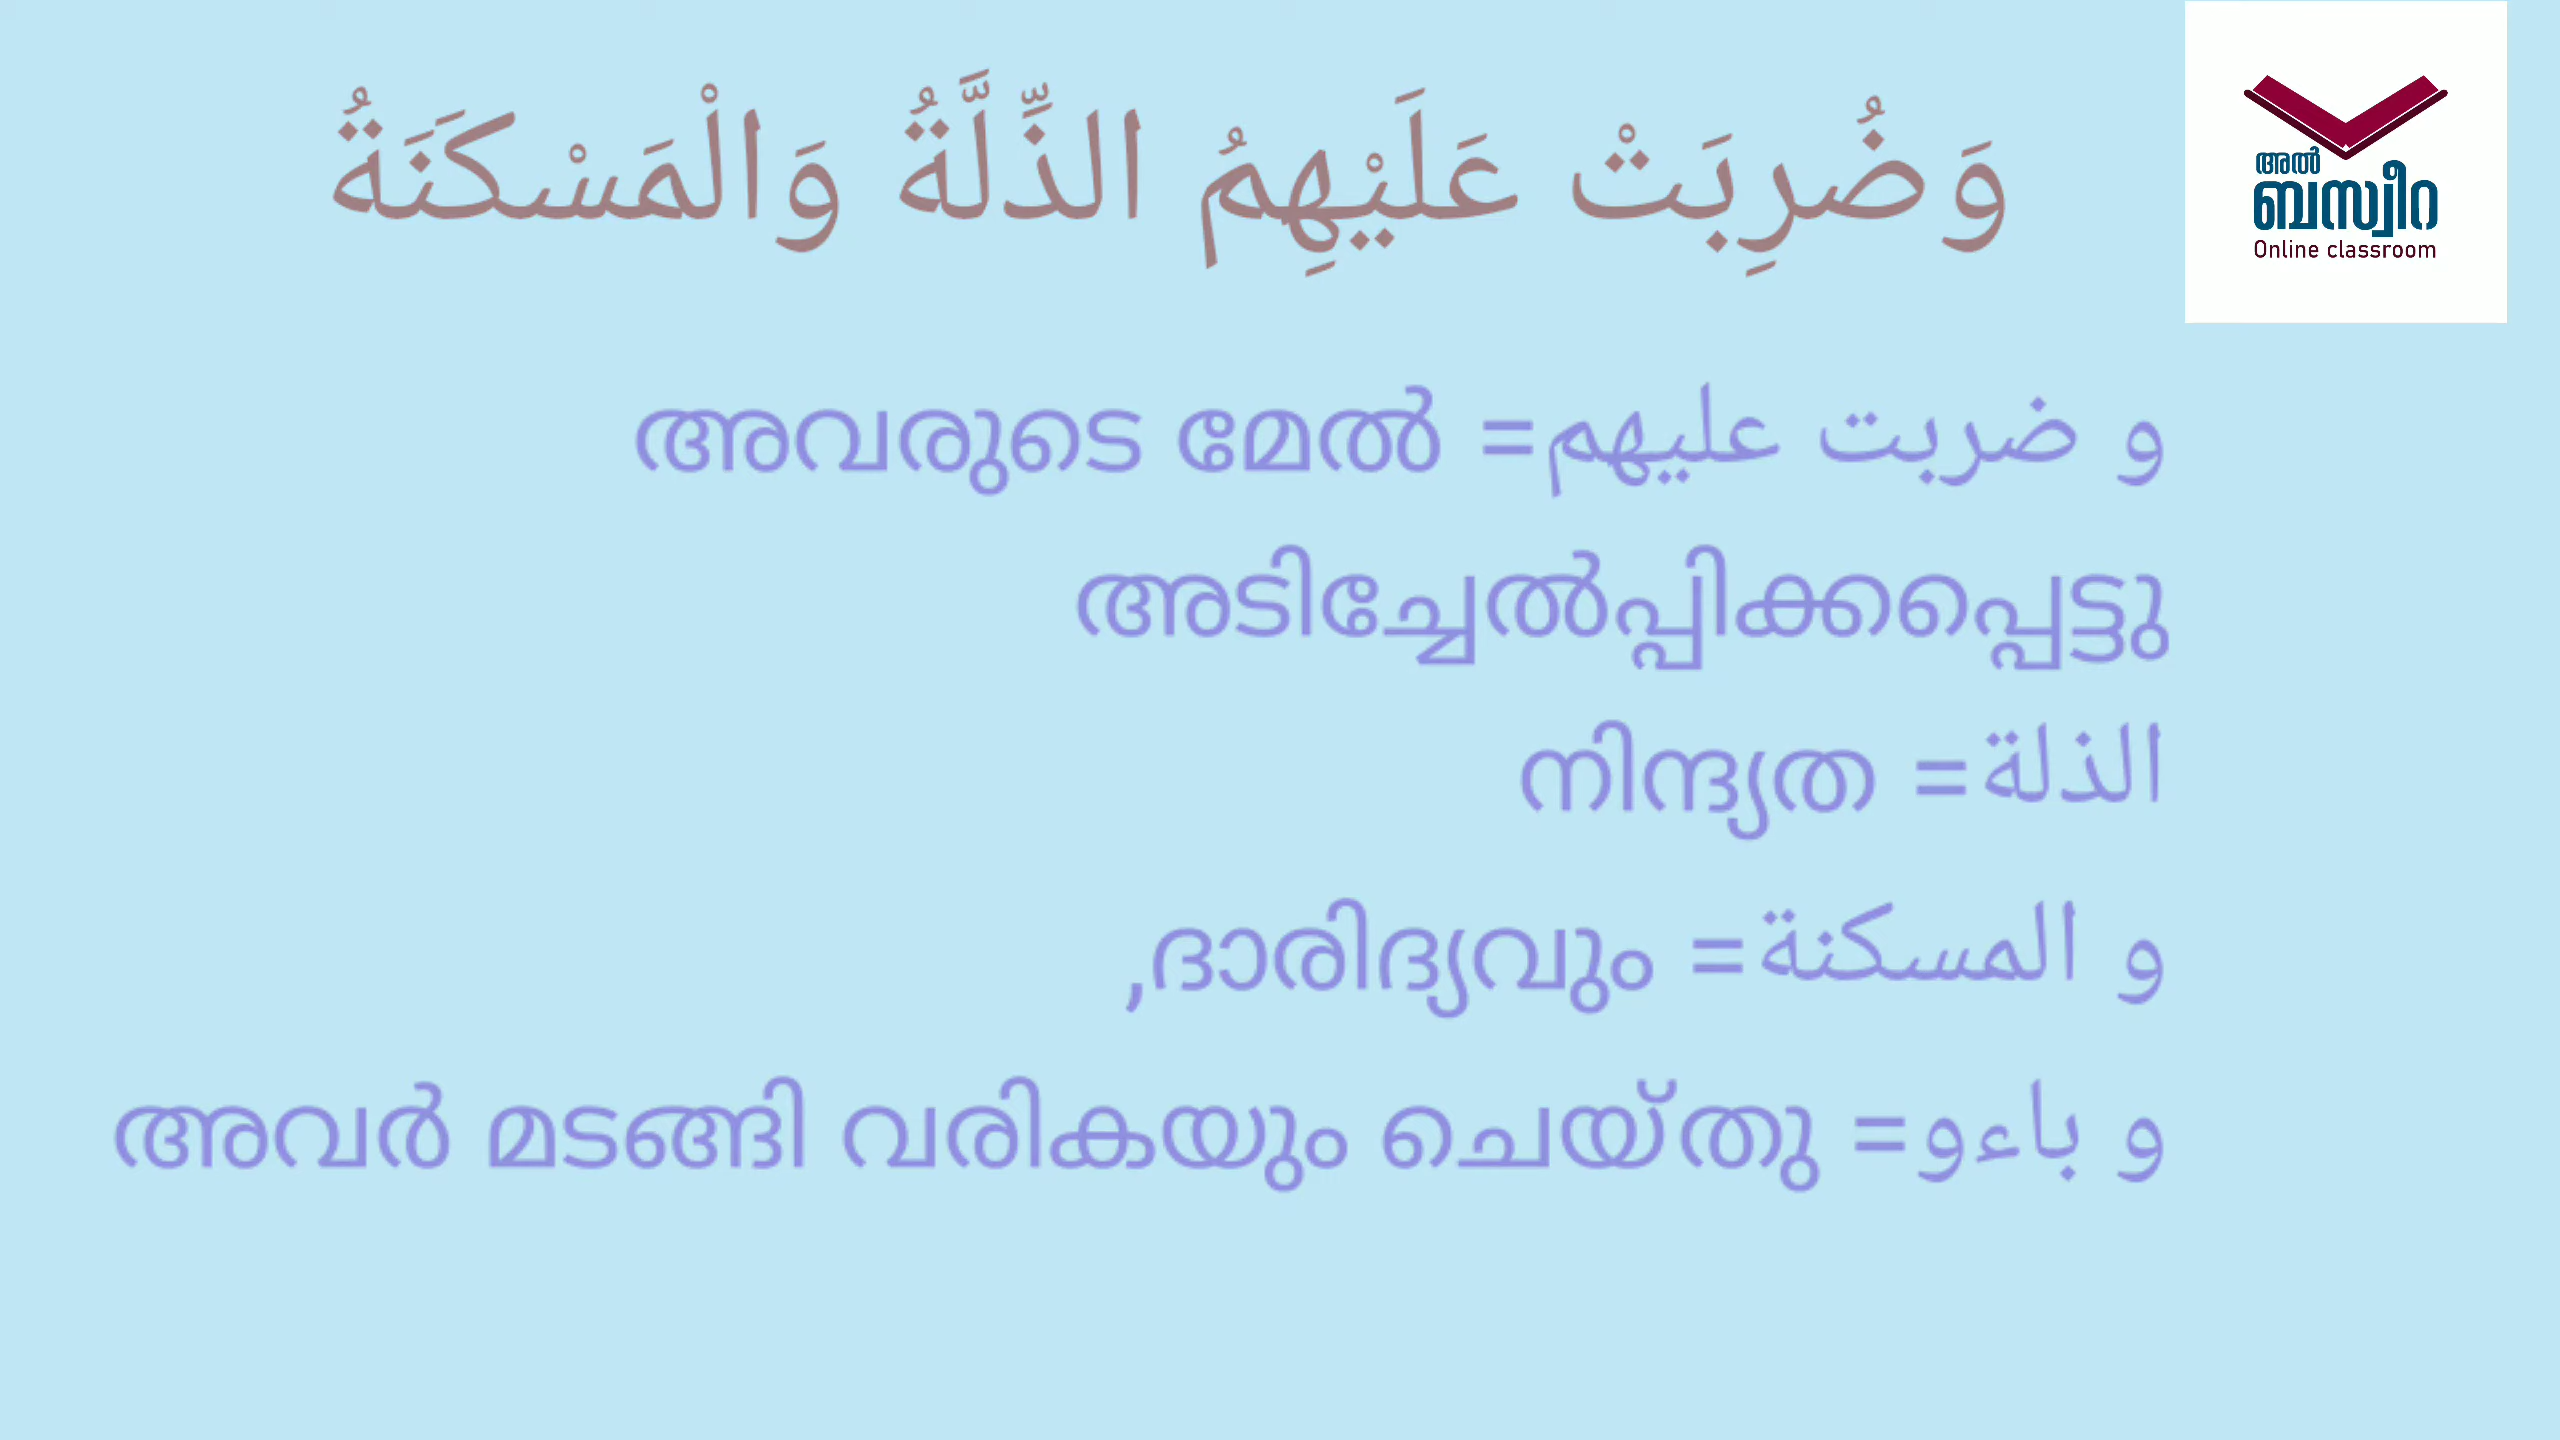 وَضُرِبَتْ عَلَيْهِمُ الذِّلَّةُ وَالْمَسْكَنَةُ
അൽ
ബസ്വീറ
Online classroom
و ضربت عليهم= അവരുടെ മേൽ
അടിച്ചേൽപ്പിക്കപ്പെട്ടു
الذلة= നിന്ദ്യത
و المسكنة= ദാരിദ്യവും,
و باءو= അവർ മടങ്ങി വരികയും ചെയ്തു